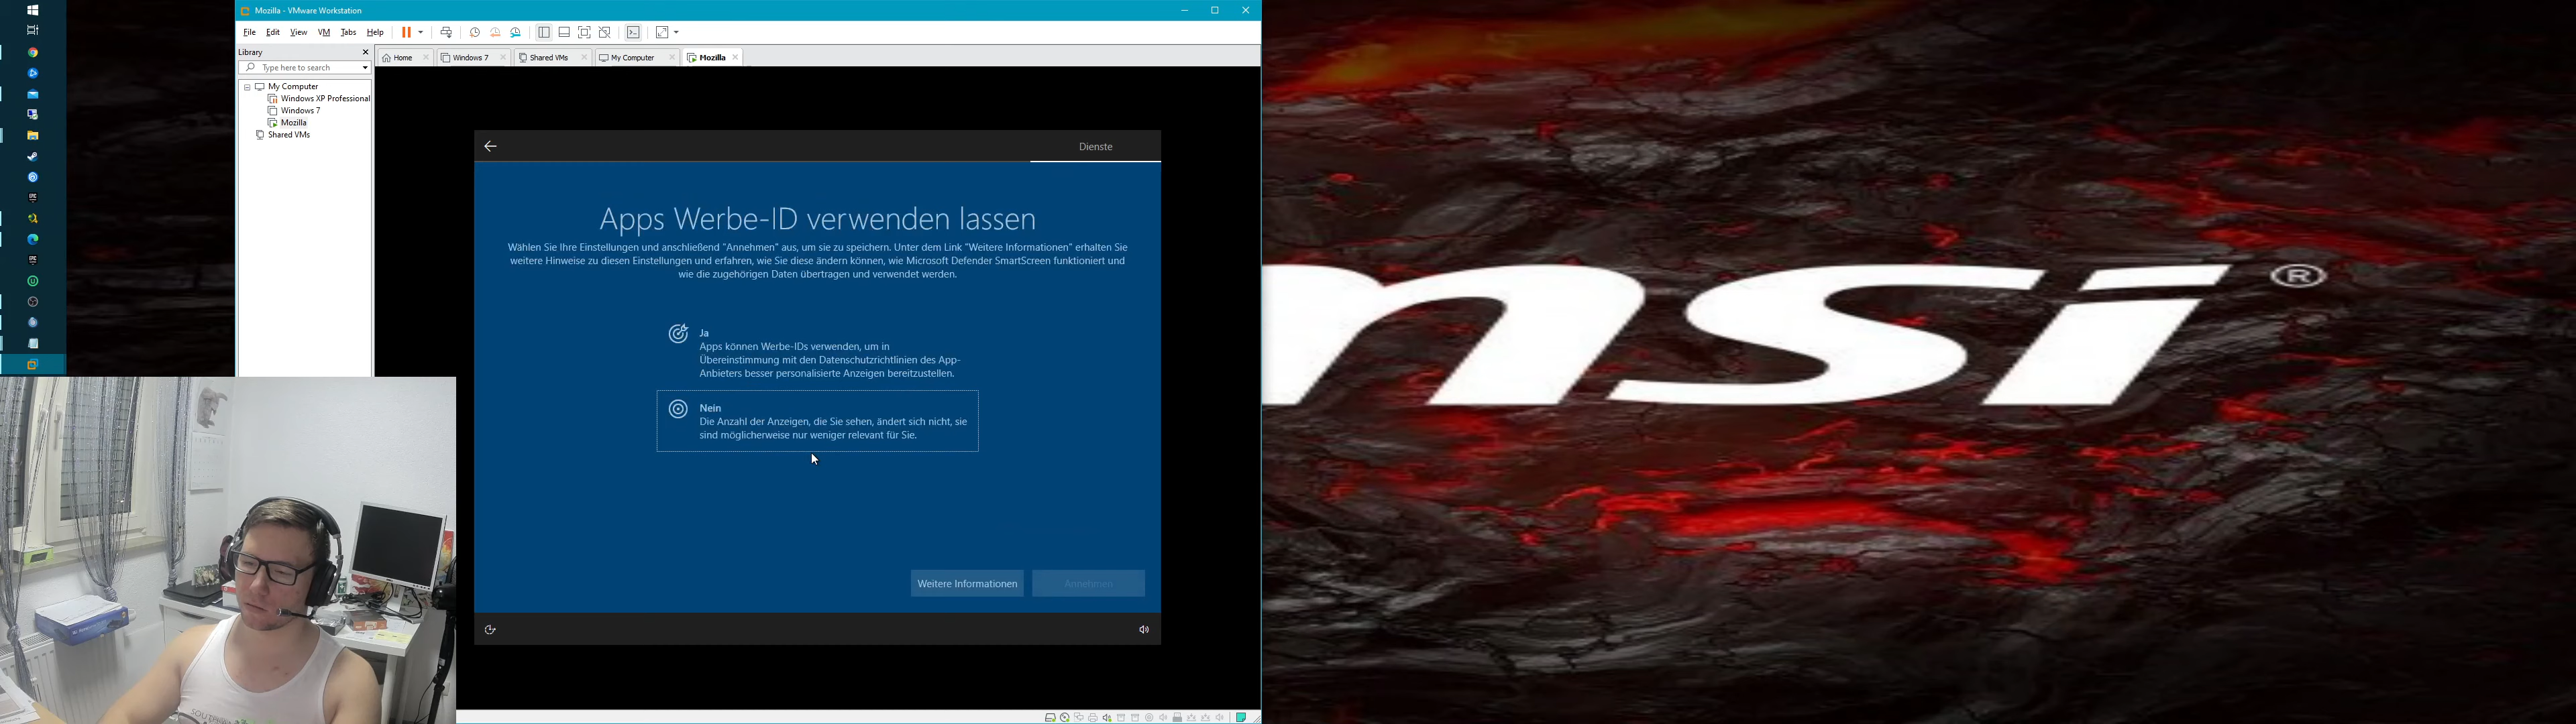 Mozilla - VMware Workstation
File Edit View VM Tabs Help
Library
Type here to search
My Computer
Windows XP Professional
Windows 7
Mozilla
Shared VMs
Home
Windows 7
Shared VMs
My Computer
Mozilla
Dienste
Apps Werbe-ID verwenden lassen
Wählen Sie Ihre Einstellungen und anschließend "Annehmen" aus, um sie zu speichern. Unter dem Link "Weitere Informationen" erhalten Sie
weitere Hinweise zu diesen Einstellungen und erfahren, wie Sie diese ändern können, wie Microsoft Defender SmartScreen funktioniert und
wie die zugehörigen Daten übertragen und verwendet werden.
Ja
Apps können Werbe-IDs verwenden, um in
Übereinstimmung mit den Datenschutzrichtlinien des App-
Anbieters besser personalisierte Anzeigen bereitzustellen.
Nein
Die Anzahl der Anzeigen, die Sie sehen, ändert sich nicht, sie
sind möglicherweise nur weniger relevant für Sie.
Weitere Informationen
Annehmen
msi ®